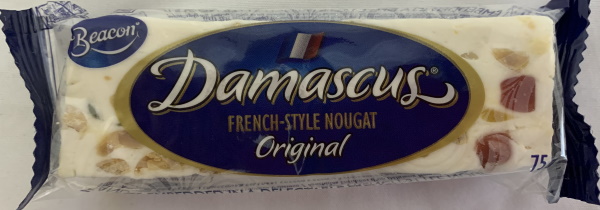 Beacon
Damascus®
FRENCH-STYLE NOUGAT
Original
75